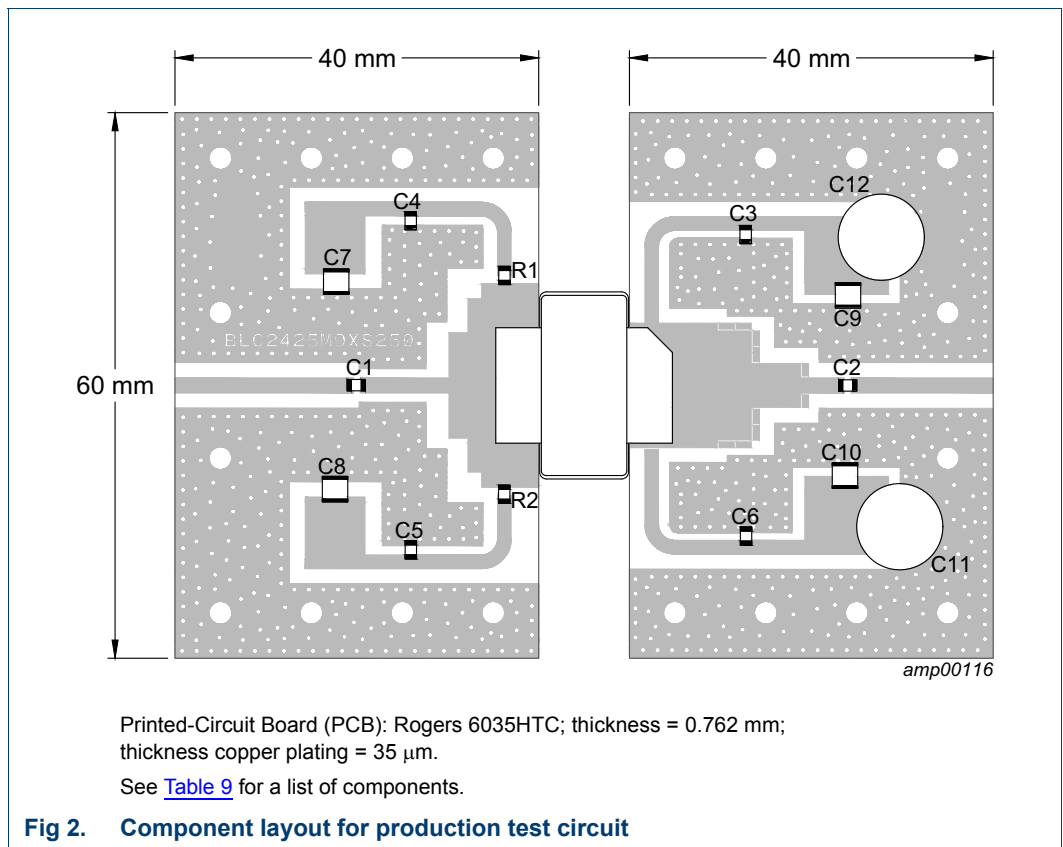 40 mm
40 mm
60 mm
C12
C4
C3
C7
R1
C9
BLC2425M9XS250
C1
C2
C8
C10
R2
C5
C6
C11
amp00116
Printed-Circuit Board (PCB): Rogers 6035HTC; thickness = 0.762 mm;
thickness copper plating = 35 μm.
See Table 9 for a list of components.
Fig 2. Component layout for production test circuit